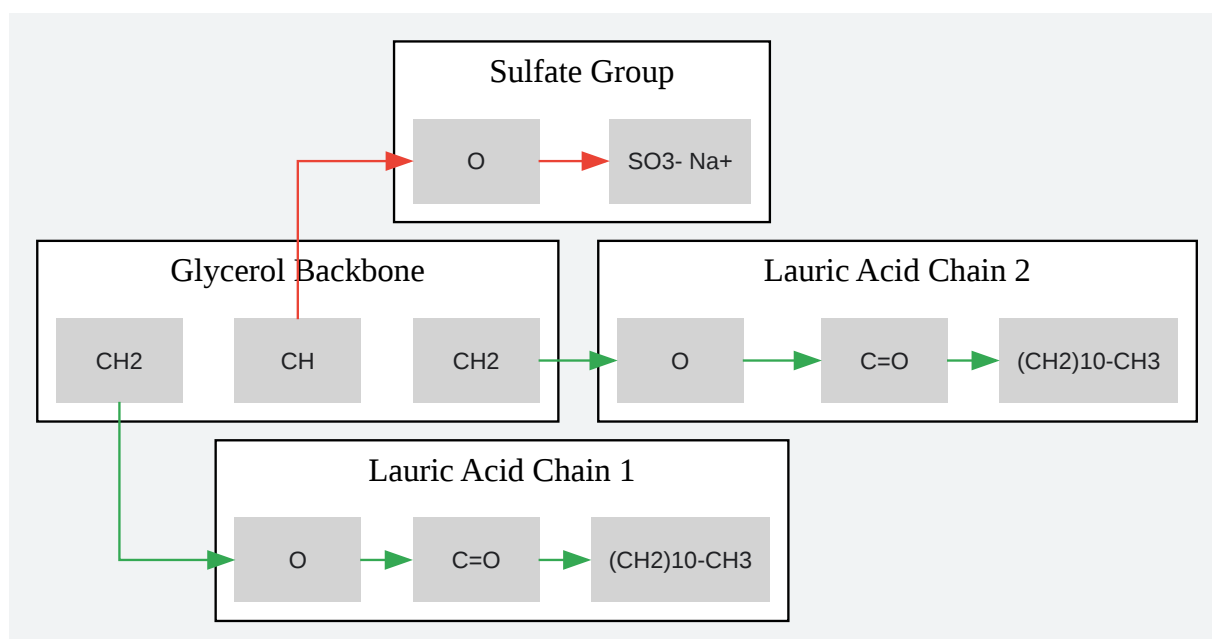 Sulfate Group
O
SO3- Na+
Glycerol Backbone
CH2
CH
CH2
Lauric Acid Chain 2
O
C=O
(CH2)10-CH3
Lauric Acid Chain 1
O
C=O
(CH2)10-CH3